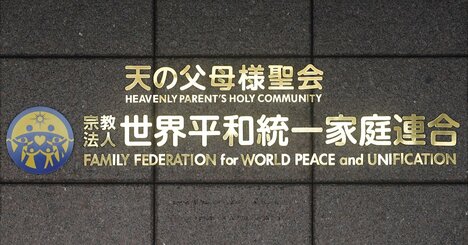 天の父母様聖会
HEAVENLY PARENT'S HOLY COMMUNITY
宗教法人 世界平和統一家庭連合
FAMILY FEDERATION for WORLD PEACE and UNIFICATION